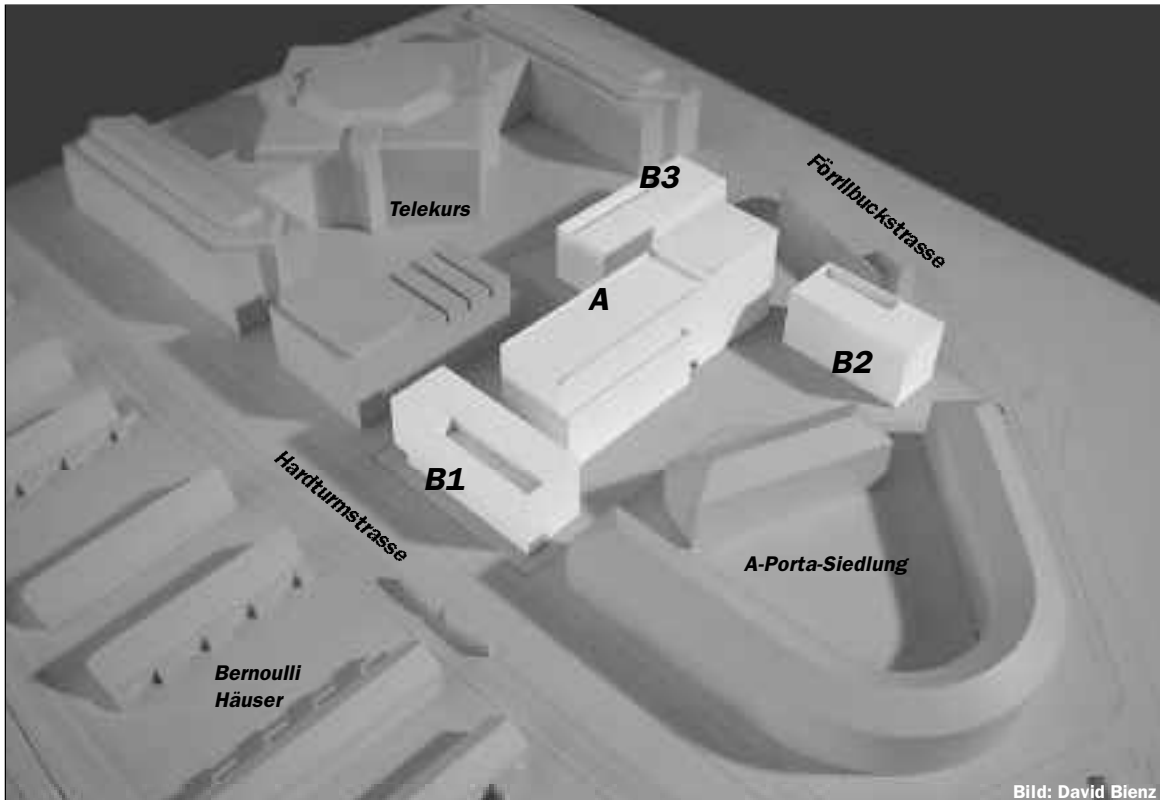 B3
Förrlibuckstrasse
Telekurs
A
B2
Hardturmstrasse
B1
A-Porta-Siedlung
Bernoulli
Häuser
Bild: David Bienz